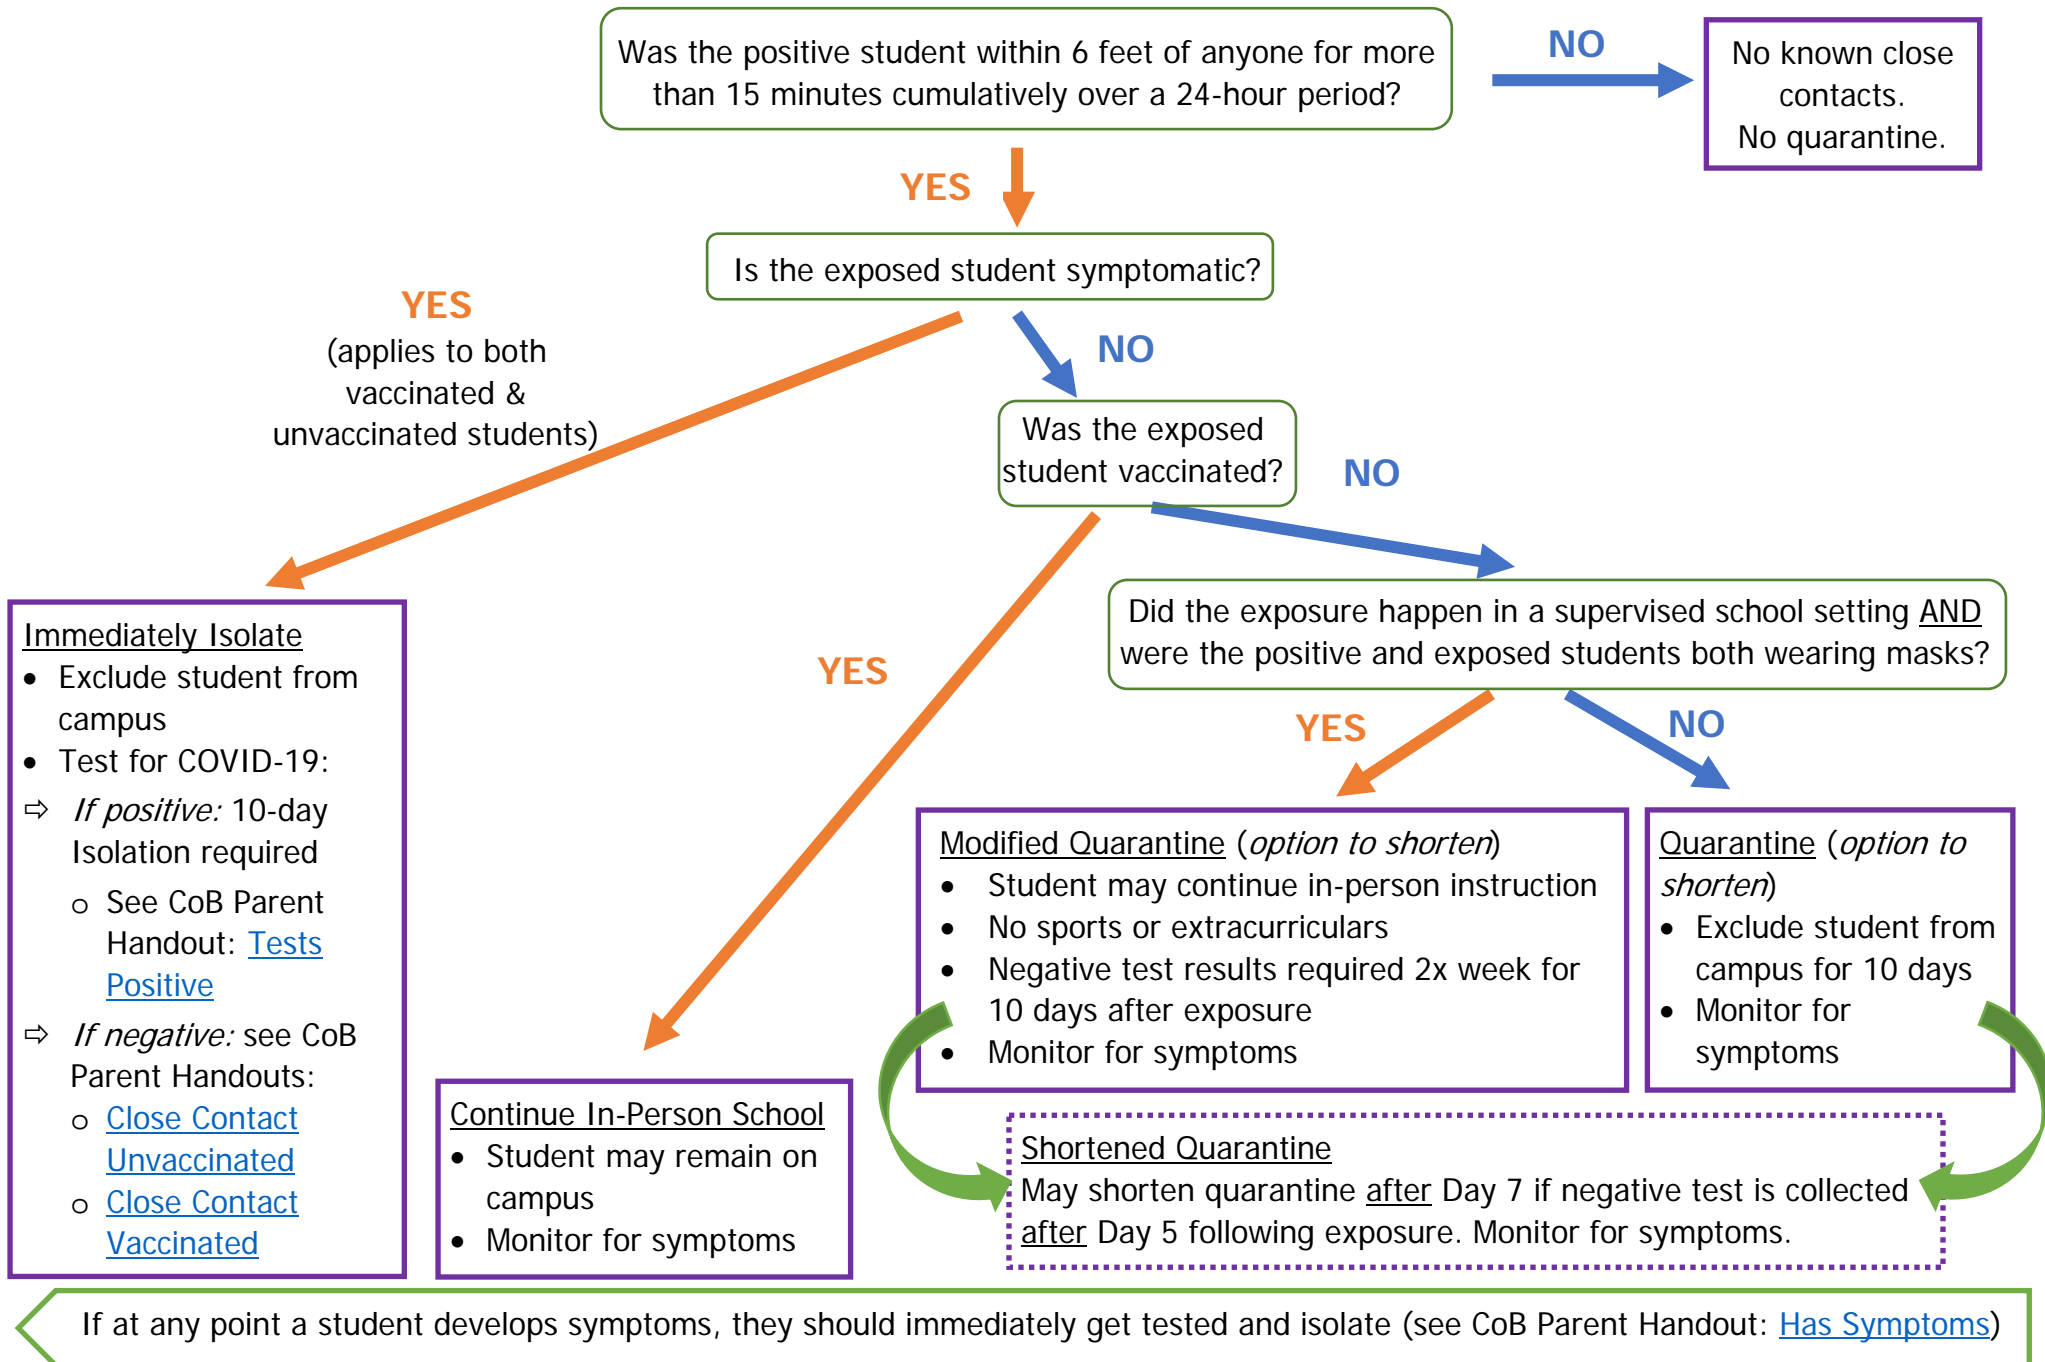 Was the positive student within 6 feet of anyone for more
than 15 minutes cumulatively over a 24-hour period?
NO
No known close
contacts.
No quarantine.
YES
Is the exposed student symptomatic?
YES
(applies to both
vaccinated &
unvaccinated students)
NO
Was the exposed
student vaccinated?
NO
YES
Did the exposure happen in a supervised school setting AND
were the positive and exposed students both wearing masks?
YES
NO
Immediately Isolate
• Exclude student from
campus
• Test for COVID-19:
⇨ If positive: 10-day
Isolation required
o See CoB Parent
Handout: Tests
Positive
⇨ If negative: see CoB
Parent Handouts:
o Close Contact
Unvaccinated
o Close Contact
Vaccinated
Continue In-Person School
• Student may remain on
campus
• Monitor for symptoms
Modified Quarantine (option to shorten)
• Student may continue in-person instruction
• No sports or extracurriculars
• Negative test results required 2x week for
10 days after exposure
• Monitor for symptoms
Quarantine (option to
shorten)
• Exclude student from
campus for 10 days
• Monitor for
symptoms
Shortened Quarantine
May shorten quarantine after Day 7 if negative test is collected
after Day 5 following exposure. Monitor for symptoms.
If at any point a student develops symptoms, they should immediately get tested and isolate (see CoB Parent Handout: Has Symptoms)